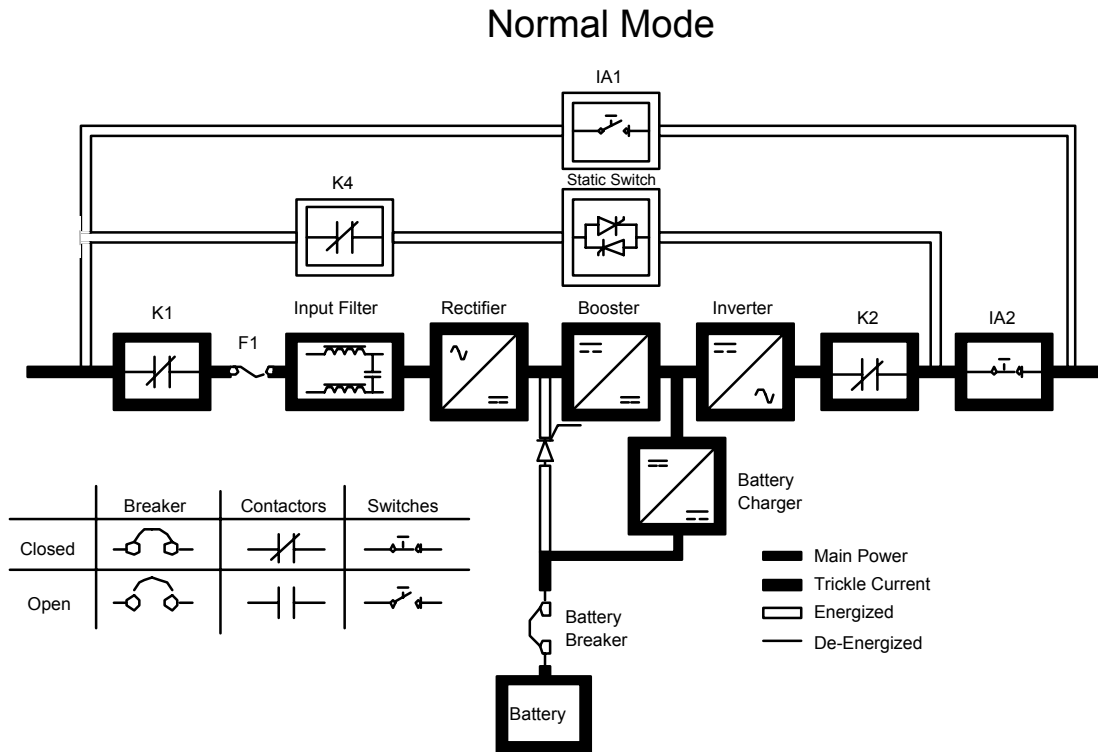 Normal Mode
IA1
Static Switch
K4
K1
F1
Input Filter
Rectifier
Booster
Inverter
K2
IA2
Battery
Charger
Breaker
Contactors
Switches
Closed
Open
Main Power
Trickle Current
Energized
De-Energized
Battery
Breaker
Battery